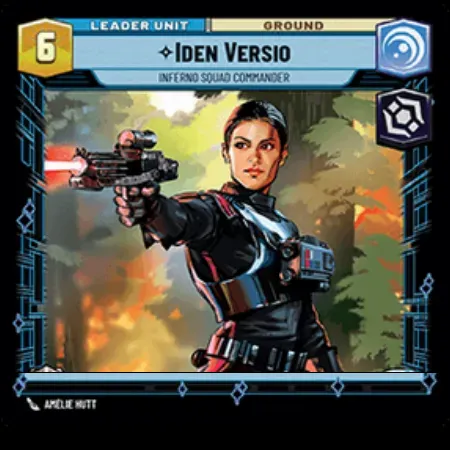 LEADER UNIT
GROUND
6
IDEN VERSIO
INFERNO SQUAD COMMANDER
AMÉLIE HUTT